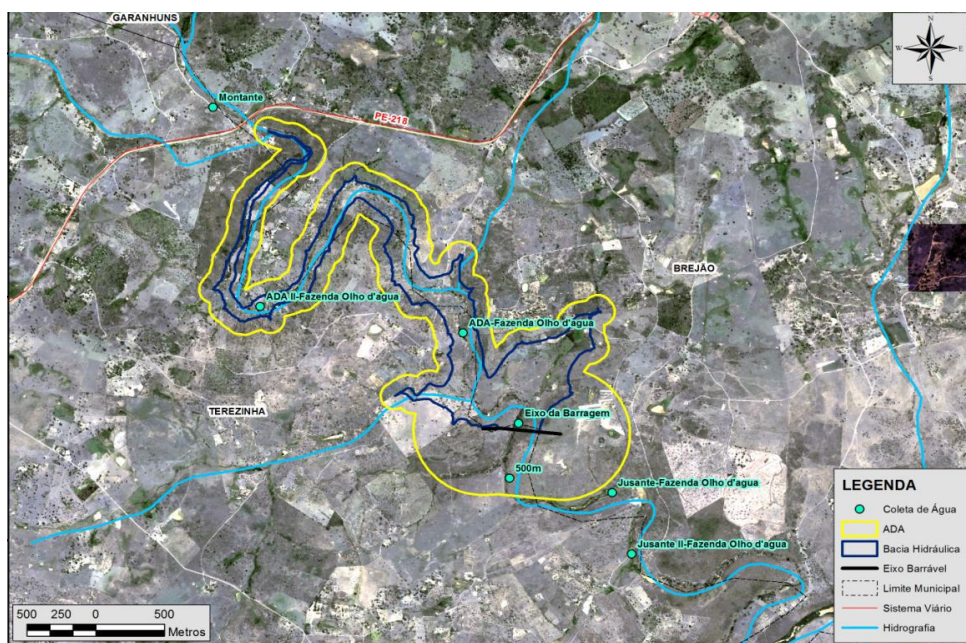 GARANHUNS
N
W
E
S
Montante
PE-218
BREJÃO
ADA II-Fazenda Olho d'agua
ADA-Fazenda Olho d'agua
TEREZINHA
Eixo da Barragem
500m
Jusante-Fazenda Olho d'agua
Jusante II-Fazenda Olho d'agua
LEGENDA
Coleta de Água
ADA
Bacia Hidráulica
Eixo Barrável
Limite Municipal
Sistema Viário
Hidrografia
500 250 0 500
Metros